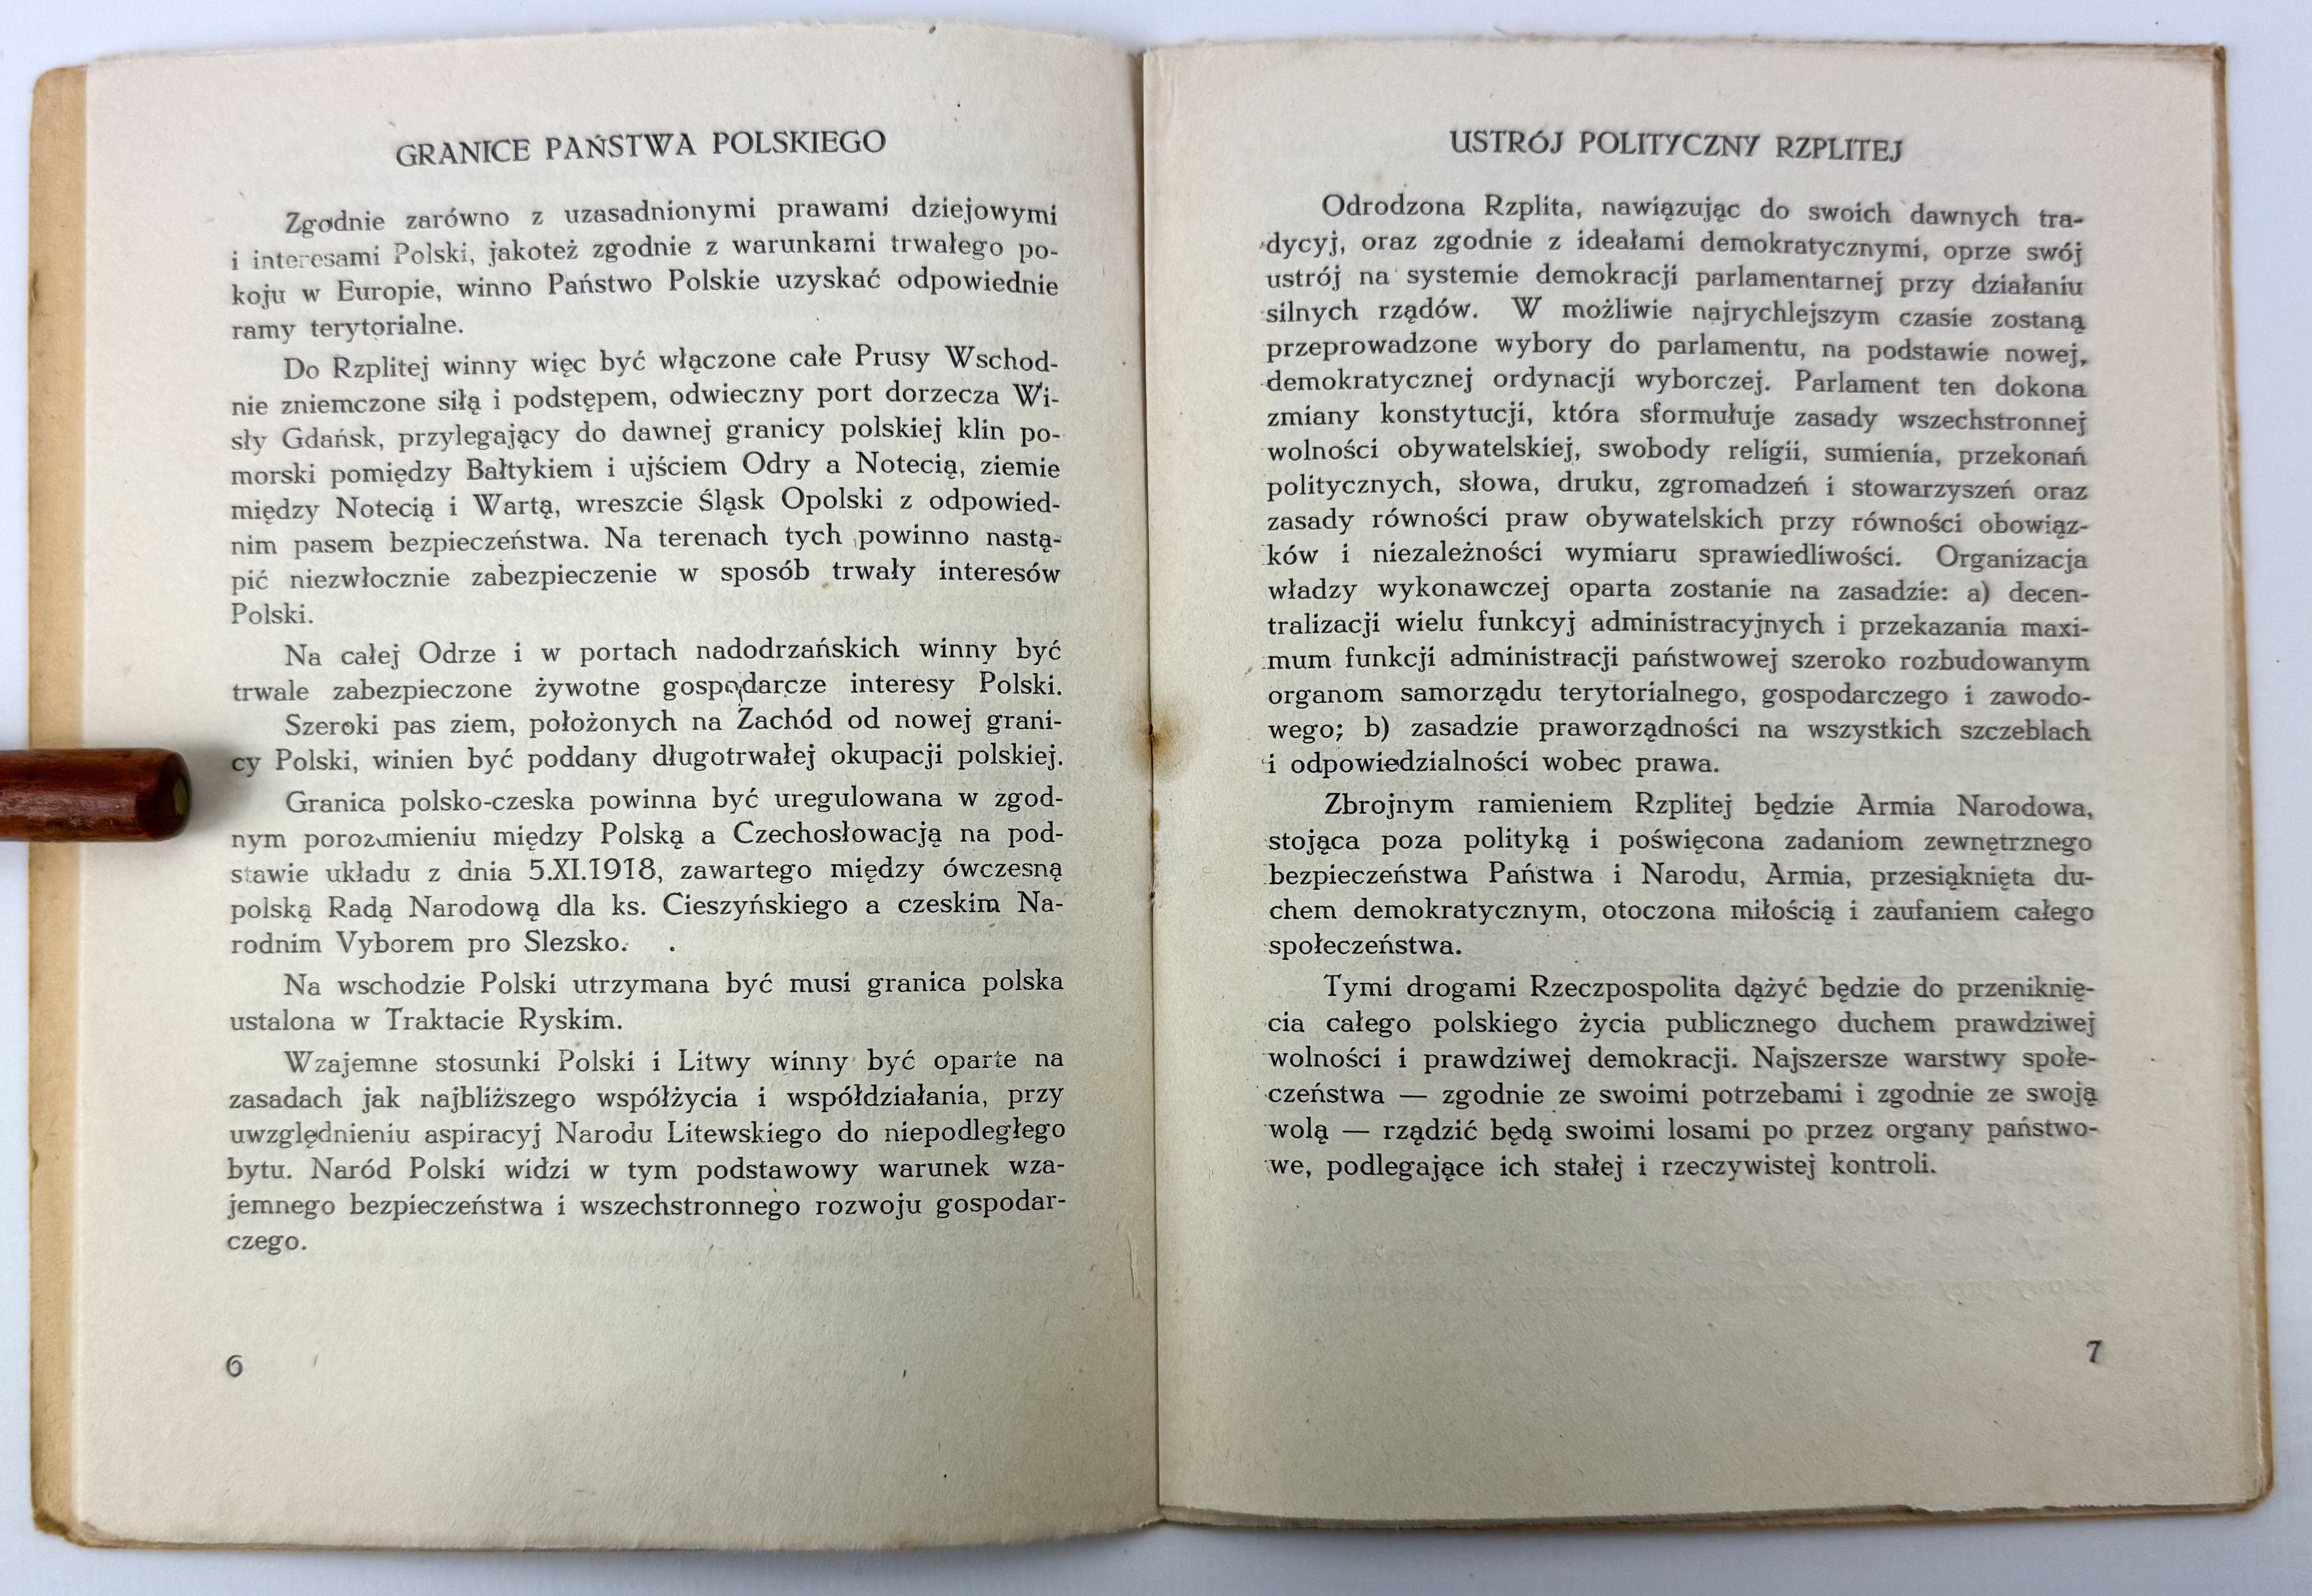 GRANICE PAŃSTWA POLSKIEGO
Zgodnie zarówno z uzasadnionymi prawami dziejowymi
i interesami Polski, jakoteż zgodnie z warunkami trwałego po-
koju w Europie, winno Państwo Polskie uzyskać odpowiednie
ramy terytorialne.
Do Rzplitej winny więc być włączone całe Prusy Wschod-
nie zniemczone siłą i podstępem, odwieczny port dorzecza Wi-
sły Gdańsk, przylegający do dawnej granicy polskiej klin po-
morski pomiędzy Bałtykiem i ujściem Odry a Notecią, ziemie
między Notecią i Wartą, wreszcie Śląsk Opolski z odpowied-
nim pasem bezpieczeństwa. Na terenach tych powinno nastą-
pić niezwłocznie zabezpieczenie w sposób trwały interesów
Polski.
Na całej Odrze i w portach nadodrzańskich winny być
trwale zabezpieczone żywotne gospodarcze interesy Polski.
Szeroki pas ziem, położonych na Zachód od nowej grani-
cy Polski, winien być poddany długotrwałej okupacji polskiej.
Granica polsko-czeska powinna być uregulowana w zgod-
nym porozumieniu między Polską a Czechosłowacją na pod-
stawie układu z dnia 5.XI.1918, zawartego między ówczesną
polską Radą Narodową dla ks. Cieszyńskiego a czeskim Na-
rodnim Vyborem pro Slezsko.
Na wschodzie Polski utrzymana być musi granica polska
ustalona w Traktacie Ryskim.
Wzajemne stosunki Polski i Litwy winny być oparte na
zasadach jak najbliższego współżycia i współdziałania, przy
uwzględnieniu aspiracyj Narodu Litewskiego do niepodległego
bytu. Naród Polski widzi w tym podstawowy warunek wza-
jemnego bezpieczeństwa i wszechstronnego rozwoju gospodar-
czego.
6
USTRÓJ POLITYCZNY RZPLITEJ
Odrodzona Rzplita, nawiązując do swoich dawnych tra-
dycyj, oraz zgodnie z ideałami demokratycznymi, oprze swój
ustrój na systemie demokracji parlamentarnej przy działaniu
silnych rządów. W możliwie najrychlejszym czasie zostaną
przeprowadzone wybory do parlamentu, na podstawie nowej,
demokratycznej ordynacji wyborczej. Parlament ten dokona
zmiany konstytucji, która sformułuje zasady wszechstronnej
wolności obywatelskiej, swobody religii, sumienia, przekonań
politycznych, słowa, druku, zgromadzeń i stowarzyszeń oraz
zasady równości praw obywatelskich przy równości obowiąz-
ków i niezależności wymiaru sprawiedliwości. Organizacja
władzy wykonawczej oparta zostanie na zasadzie: a) decen-
tralizacji wielu funkcyj administracyjnych i przekazania maxi-
mum funkcji administracji państwowej szeroko rozbudowanym
organom samorządu terytorialnego, gospodarczego i zawodo-
wego; b) zasadzie praworządności na wszystkich szczeblach
i odpowiedzialności wobec prawa.
Zbrojnym ramieniem Rzplitej będzie Armia Narodowa,
stojąca poza polityką i poświęcona zadaniom zewnętrznego
bezpieczeństwa Państwa i Narodu, Armia, przesiąknięta du-
chem demokratycznym, otoczona miłością i zaufaniem całego
społeczeństwa.
Tymi drogami Rzeczpospolita dążyć będzie do przeniknię-
cia całego polskiego życia publicznego duchem prawdziwej
wolności i prawdziwej demokracji. Najszersze warstwy społe-
czeństwa — zgodnie ze swoimi potrzebami i zgodnie ze swoją
wolą — rządzić będą swoimi losami po przez organy państwo-
we, podlegające ich stałej i rzeczywistej kontroli.
7